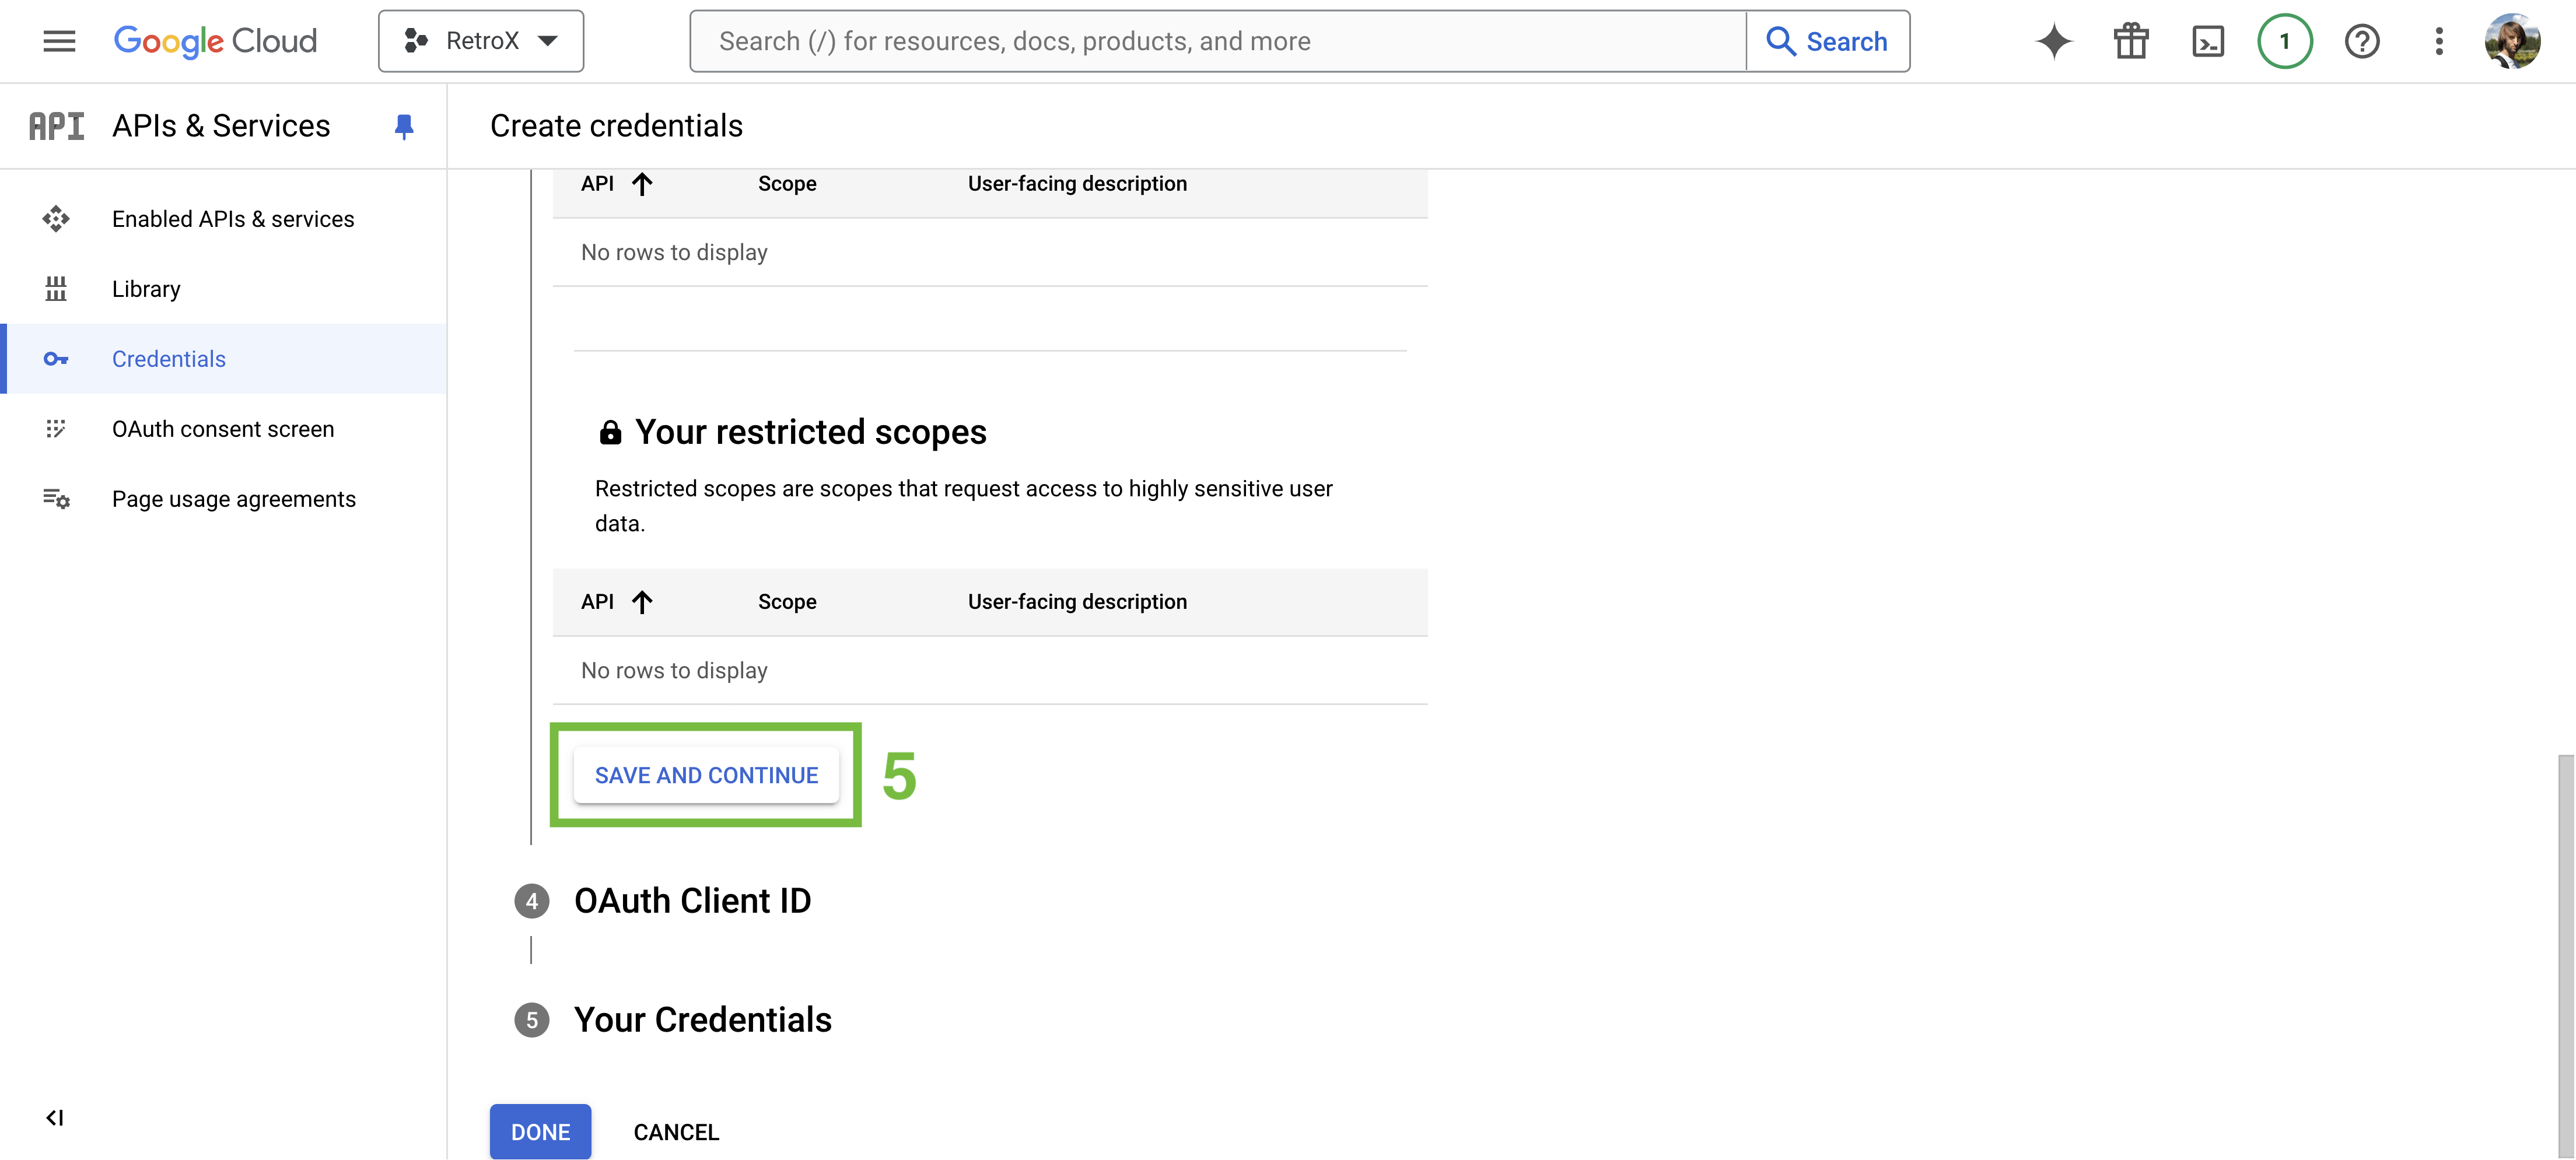 Google Cloud
RetroX
Search (/) for resources, docs, products, and more
Search
1
API
APIs & Services
Create credentials
Enabled APIs & services
Library
Credentials
OAuth consent screen
Page usage agreements
API Scope User-facing description
No rows to display
Your restricted scopes
Restricted scopes are scopes that request access to highly sensitive user
data.
API Scope User-facing description
No rows to display
SAVE AND CONTINUE
5
4 OAuth Client ID
5 Your Credentials
DONE
CANCEL